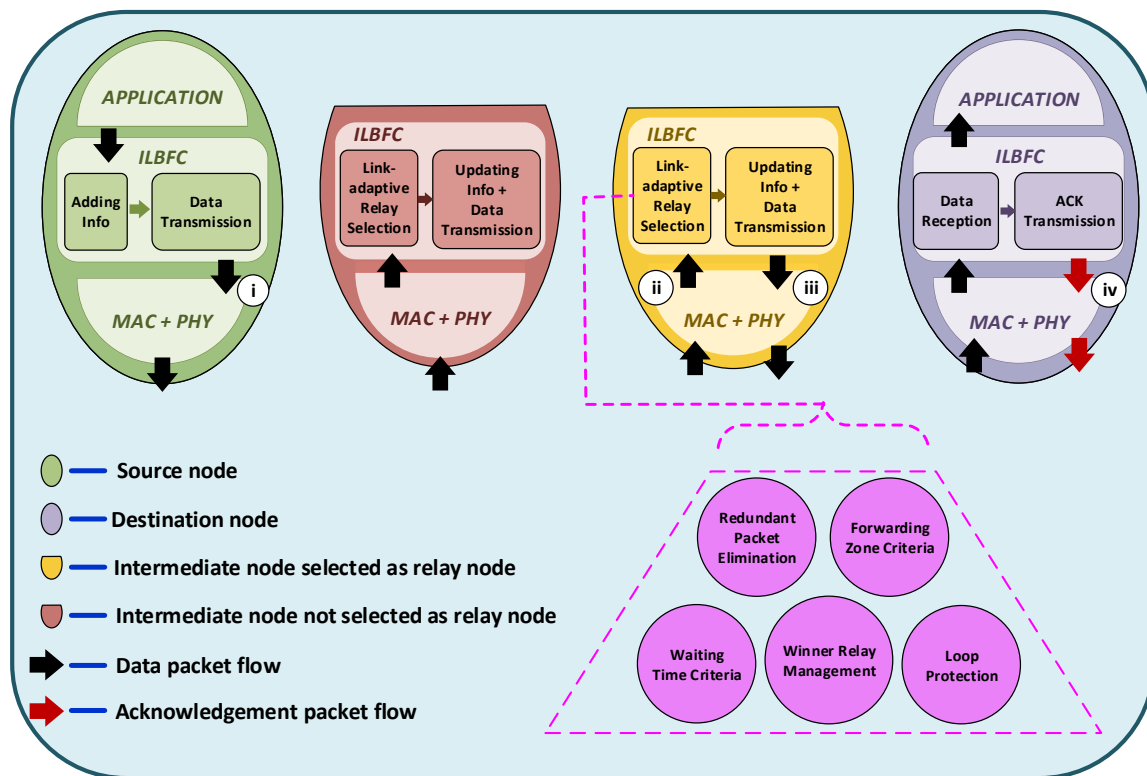 APPLICATION
ILBFC
Adding
Info
Data
Transmission
i
MAC + PHY
ILBFC
Link-
adaptive
Relay
Selection
Updating
Info +
Data
Transmission
MAC + PHY
ILBFC
Link-
adaptive
Relay
Selection
Updating
Info +
Data
Transmission
ii
iii
MAC + PHY
APPLICATION
ILBFC
Data
Reception
ACK
Transmission
iv
MAC + PHY
Source node
Destination node
Intermediate node selected as relay node
Intermediate node not selected as relay node
Data packet flow
Acknowledgement packet flow
Redundant
Packet
Elimination
Forwarding
Zone Criteria
Waiting
Time Criteria
Winner Relay
Management
Loop
Protection